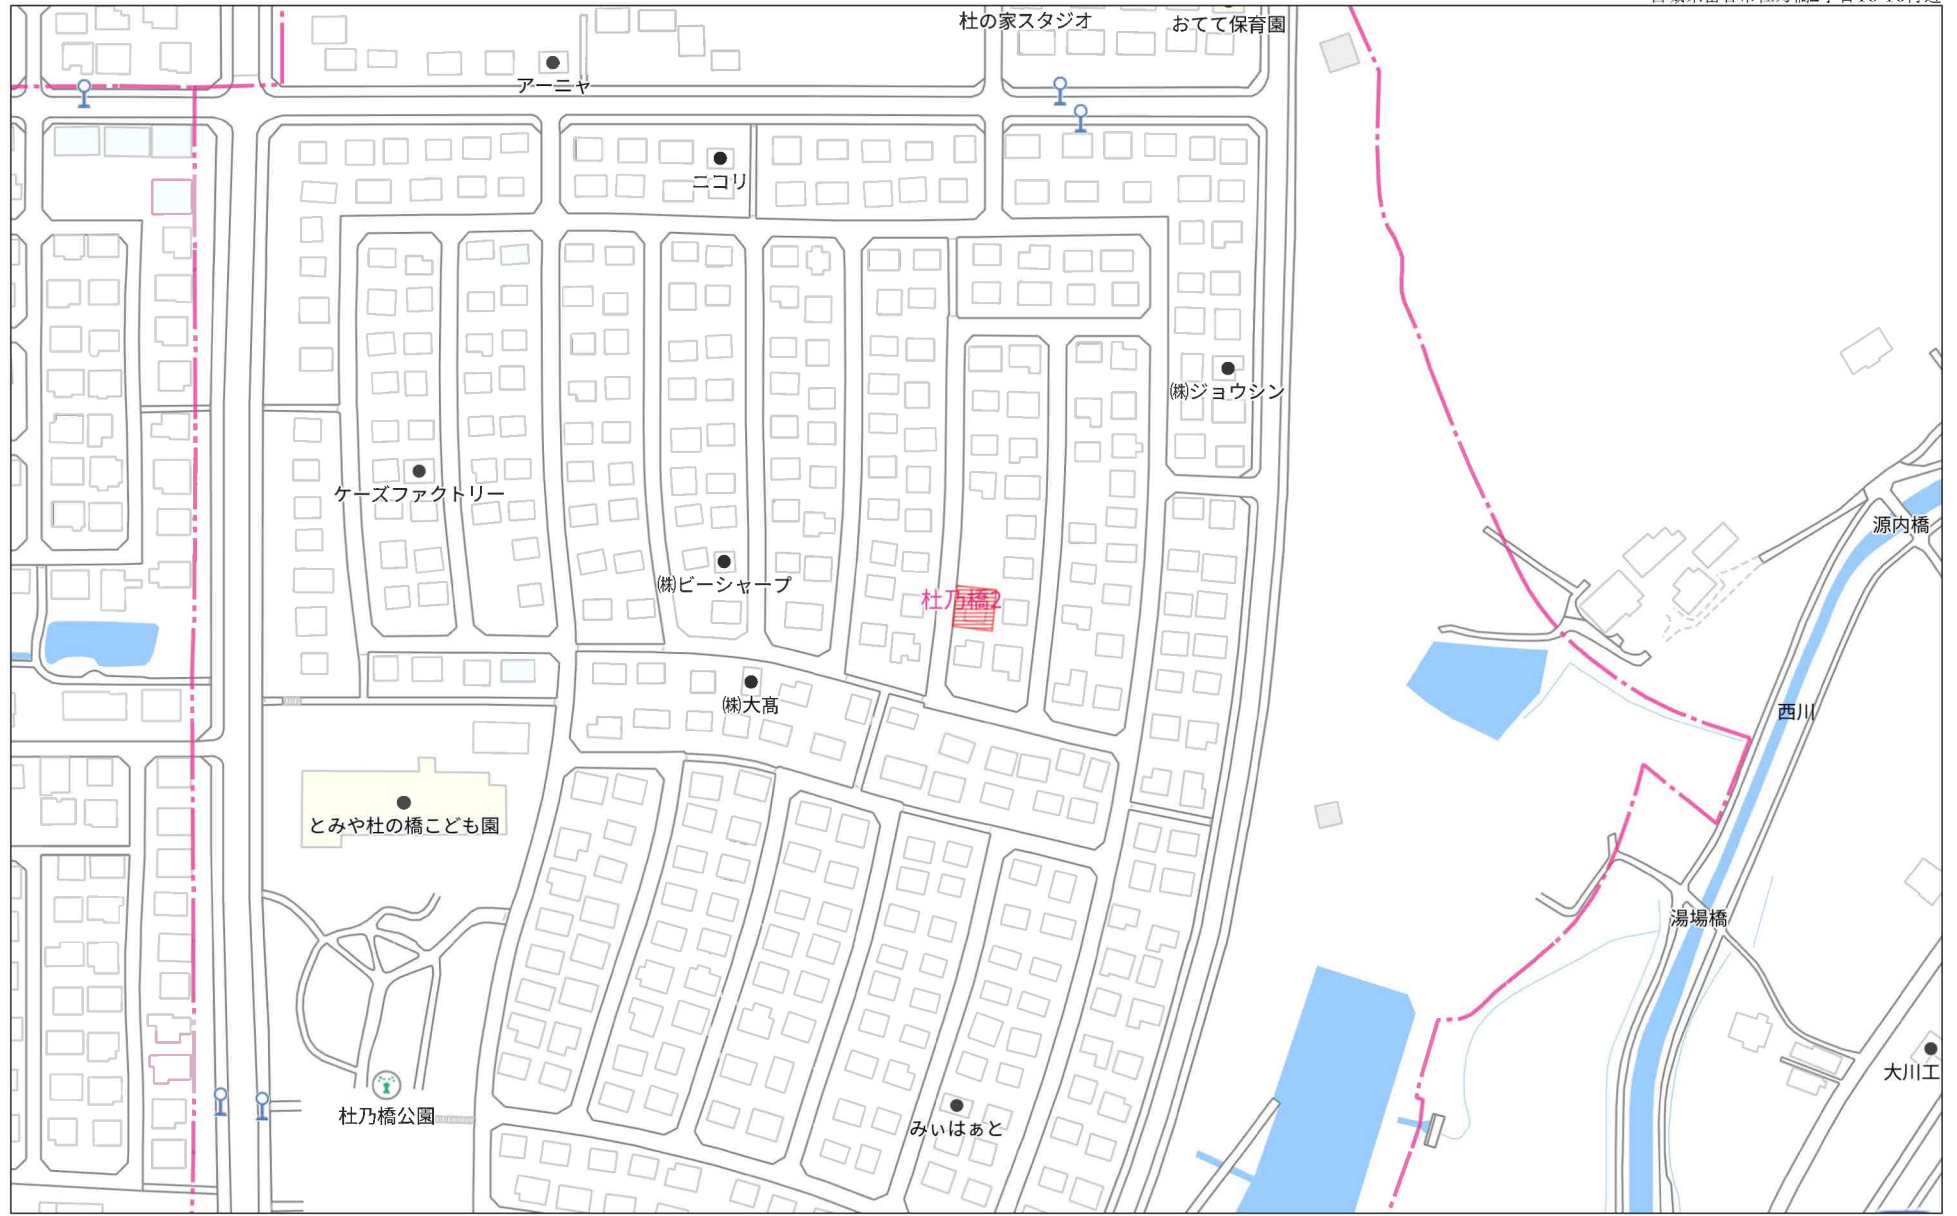 杜の家スタジオ
おてて保育園
アーニャ
ニコリ
㈱ジョウシン
ケーズファクトリー
源内橋
㈱ビーシャープ
杜乃橋2
㈱大髙
西川
とみや杜の橋こども園
湯場橋
大川工
杜乃橋公園
みぃはぁと